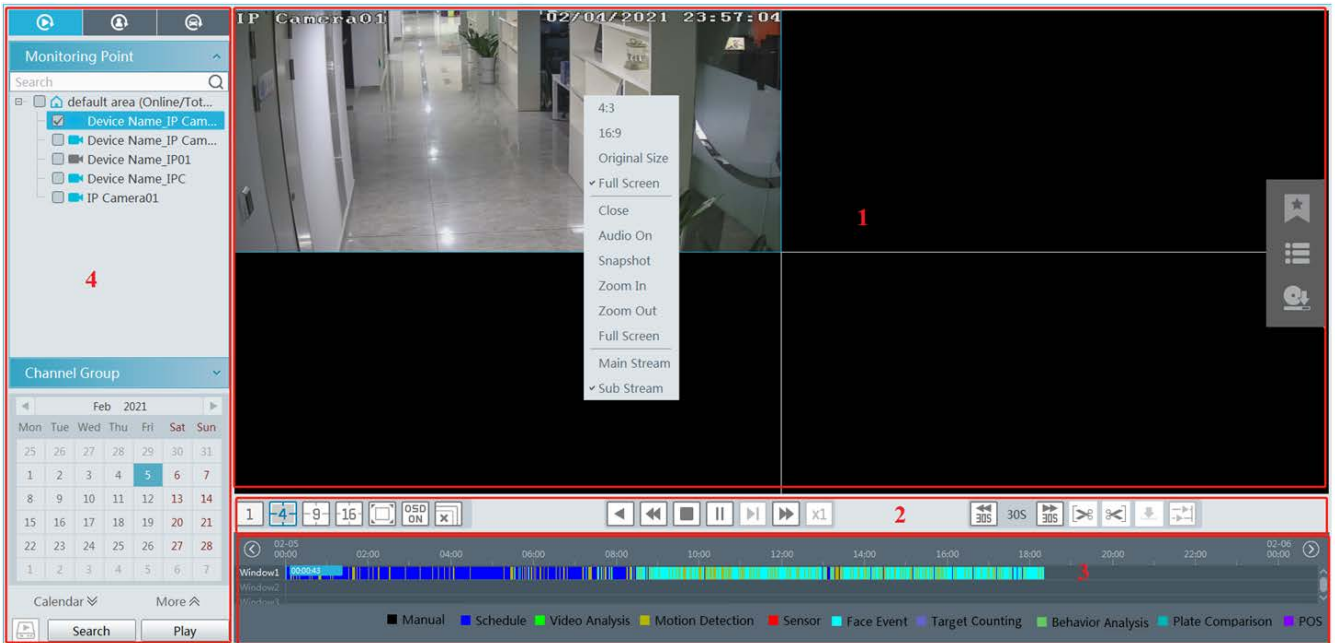 Monitoring Point
Search
default area (Online/Tot...
Device Name_IP Cam...
Device Name_IP Cam...
Device Name_IP01
Device Name_IPC
IP Camera01
4
Channel Group
Feb 2021
Mon Tue Wed Thu Fri Sat Sun
25 26 27 28 29 30 31
1 2 3 4 5 6 7
8 9 10 11 12 13 14
15 16 17 18 19 20 21
22 23 24 25 26 27 28
1 2 3 4 5 6 7
Calendar More
Search Play
IP Camera01 02/04/2021 23:57:04
4:3
16:9
Original Size
Full Screen
Close
Audio On
Snapshot
Zoom In
Zoom Out
Full Screen
Main Stream
Sub Stream
1
1 4 9 16 OSD ON x1 2 30S 30S 30S
02-05 02-06
00:00 02:00 04:00 06:00 08:00 10:00 12:00 14:00 16:00 18:00 20:00 22:00 00:00
Window1 00:00:43 3
Window2
Window3
Manual Schedule Video Analysis Motion Detection Sensor Face Event Target Counting Behavior Analysis Plate Comparison POS